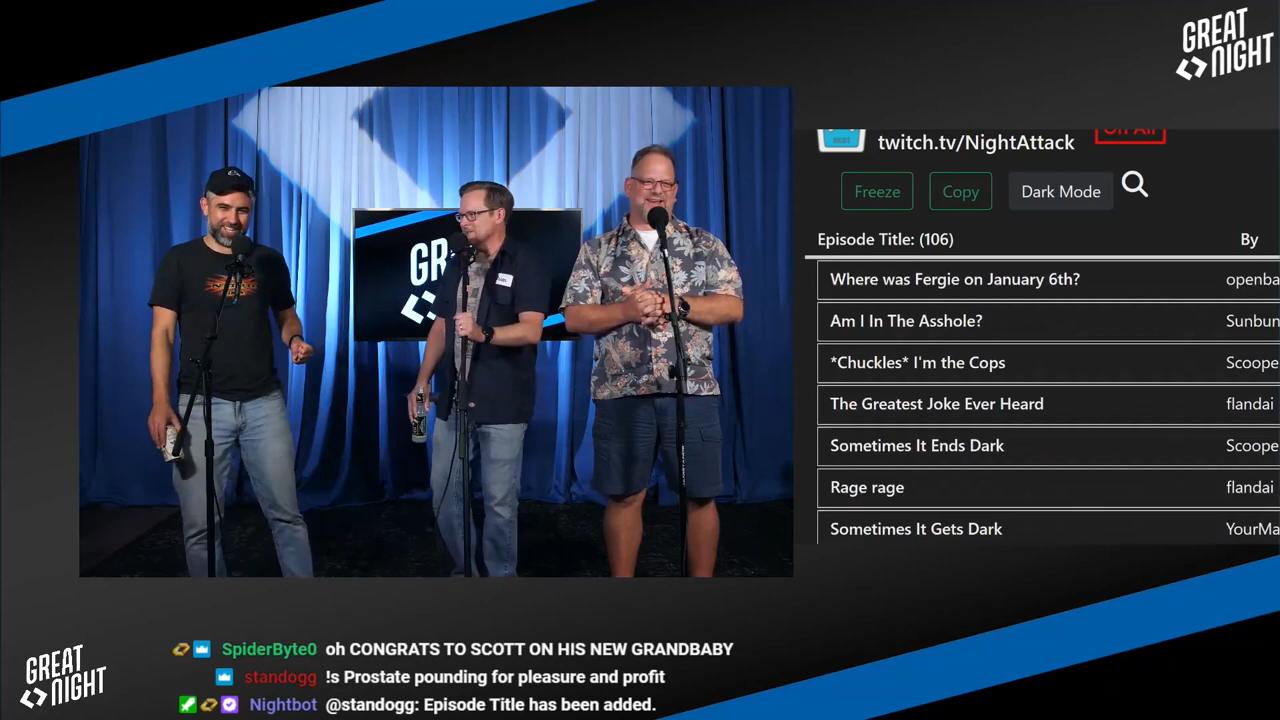 GREAT
NIGHT
twitch.tv/NightAttack
Freeze
Copy
Dark Mode
Episode Title: (106)
By
Where was Fergie on January 6th?
openba
Am I In The Asshole?
Sunbun
*Chuckles* I'm the Cops
Scoope
The Greatest Joke Ever Heard
flandai
Sometimes It Ends Dark
Scoope
Rage rage
flandai
Sometimes It Gets Dark
YourMa
GR
SpiderByte0 oh CONGRATS TO SCOTT ON HIS NEW GRANDBABY
standogg !s Prostate pounding for pleasure and profit
Nightbot @standogg: Episode Title has been added.
GREAT
NIGHT